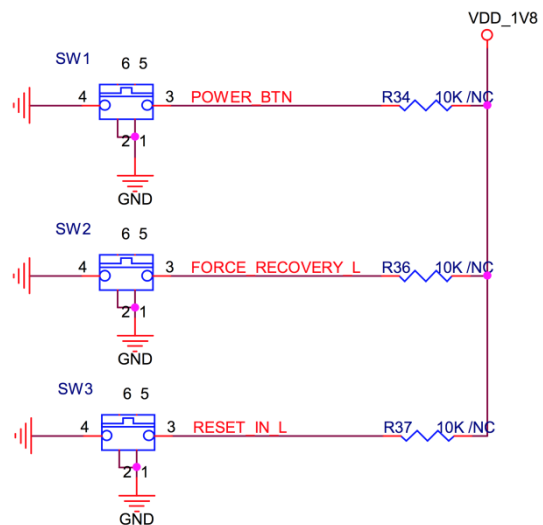 VDD_1V8
SW1
6 5
4
3
POWER_BTN
R34
10K /NC
2
1
GND
SW2
6 5
4
3
FORCE_RECOVERY_L
R36
10K /NC
2
1
GND
SW3
6 5
4
3
RESET_IN_L
R37
10K /NC
2
1
GND